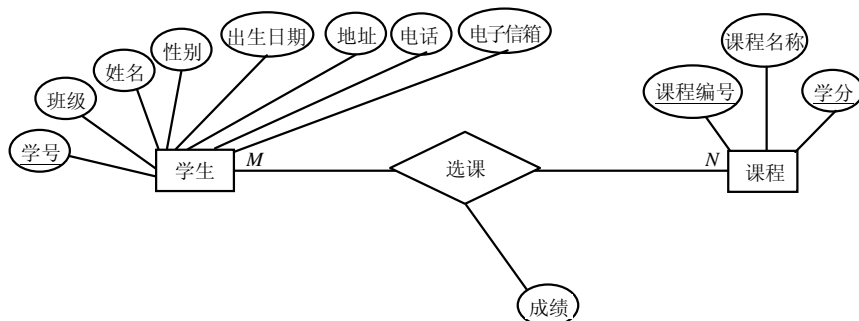 出生日期
地址
电话
电子信箱
性别
姓名
班级
学号
课程名称
课程编号
学分
学生
M
选课
N
课程
成绩